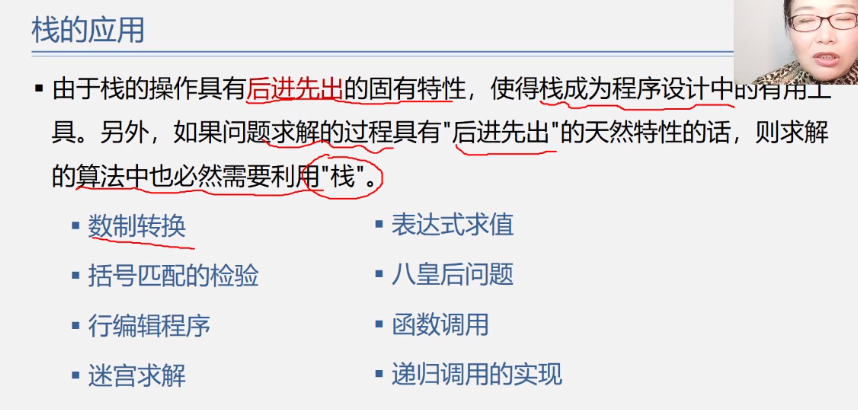 栈的应用
▪ 由于栈的操作具有后进先出的固有特性，使得栈成为程序设计中的有用工
具。另外，如果问题求解的过程具有"后进先出"的天然特性的话，则求解
的算法中也必然需要利用"栈"。
▪ 数制转换
▪ 括号匹配的检验
▪ 行编辑程序
▪ 迷宫求解
▪ 表达式求值
▪ 八皇后问题
▪ 函数调用
▪ 递归调用的实现